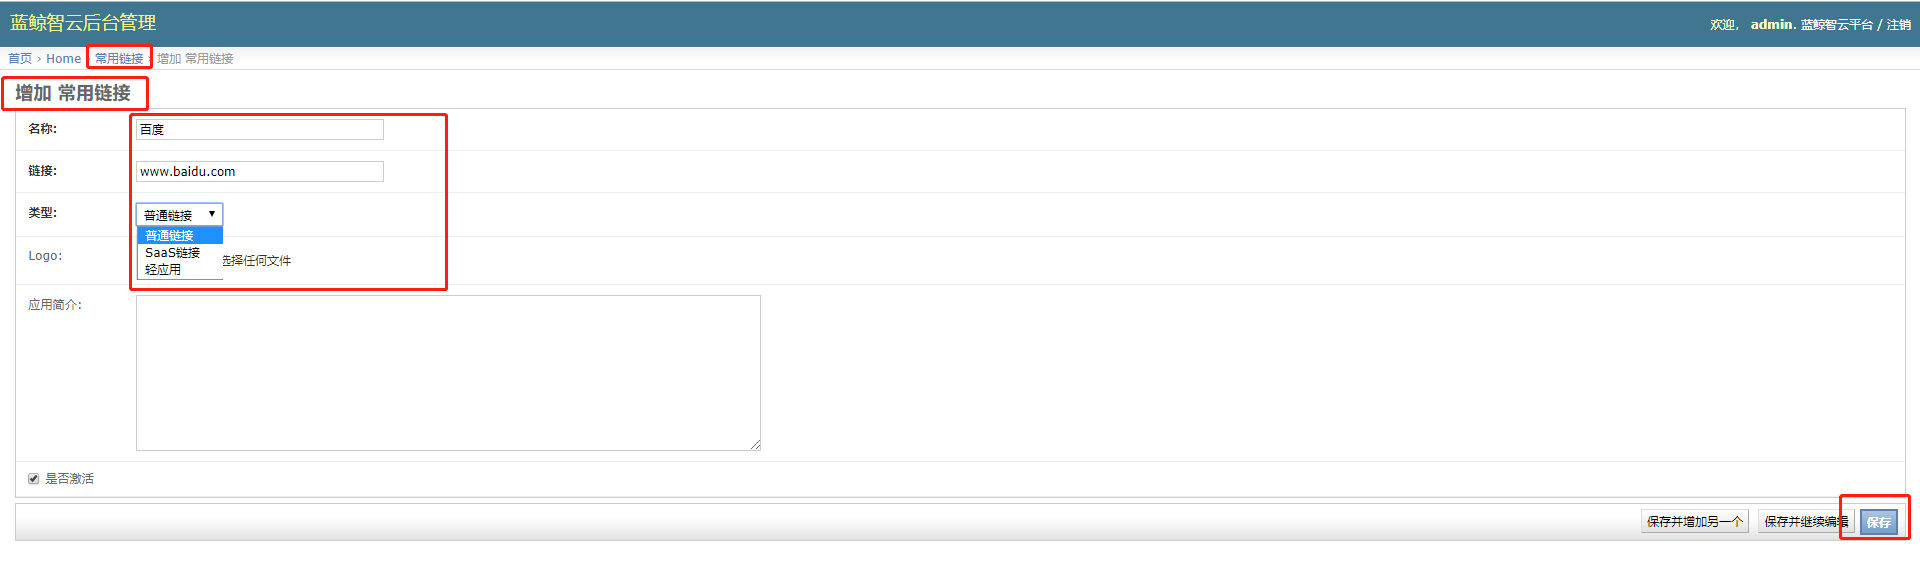 蓝鲸智云后台管理
欢迎， admin. 蓝鲸智云平台 / 注销
首页 › Home › 常用链接 › 增加 常用链接
增加 常用链接
名称: 百度
链接: www.baidu.com
类型: 普通链接
普通链接
SaaS链接
轻应用
Logo: 选择任何文件
应用简介:
是否激活
保存并增加另一个 保存并继续编辑 保存